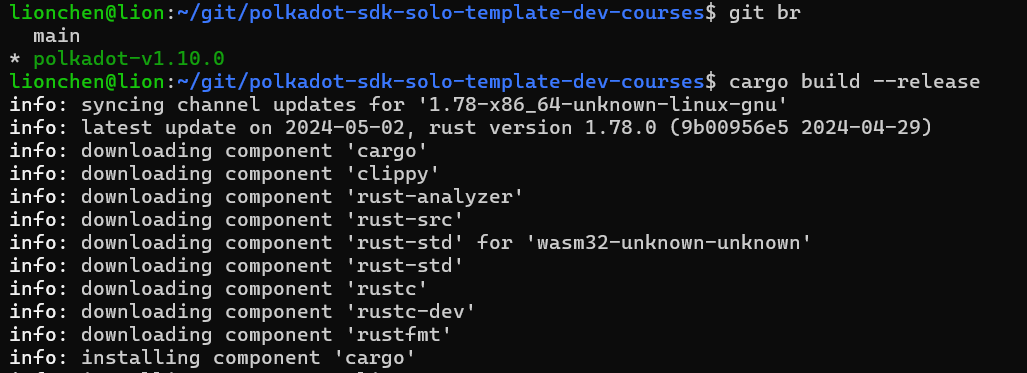 lionchen@lion:~/git/polkadot-sdk-solo-template-dev-courses$ git br
  main
* polkadot-v1.10.0
lionchen@lion:~/git/polkadot-sdk-solo-template-dev-courses$ cargo build --release
info: syncing channel updates for '1.78-x86_64-unknown-linux-gnu'
info: latest update on 2024-05-02, rust version 1.78.0 (9b00956e5 2024-04-29)
info: downloading component 'cargo'
info: downloading component 'clippy'
info: downloading component 'rust-analyzer'
info: downloading component 'rust-src'
info: downloading component 'rust-std' for 'wasm32-unknown-unknown'
info: downloading component 'rust-std'
info: downloading component 'rustc'
info: downloading component 'rustc-dev'
info: downloading component 'rustfmt'
info: installing component 'cargo'